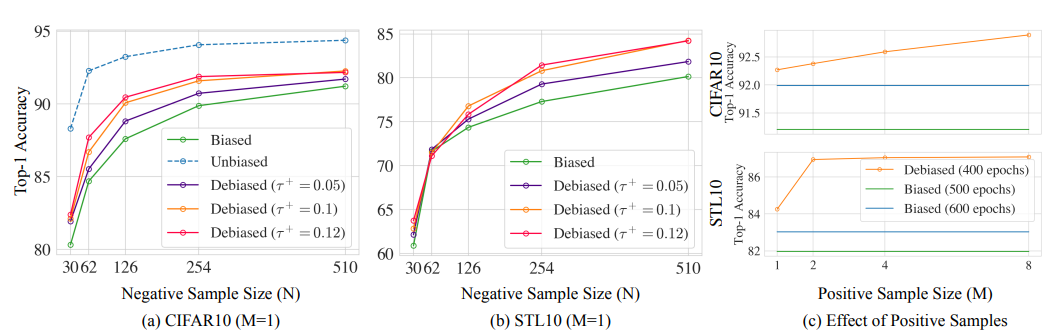 Top-1 Accuracy
95
90
85
80
Biased
Unbiased
Debiased (τ⁺ = 0.05)
Debiased (τ⁺ = 0.1)
Debiased (τ⁺ = 0.12)
30 62 126 254 510
Negative Sample Size (N)
(a) CIFAR10 (M=1)
85
80
75
70
65
60
Biased
Debiased (τ⁺ = 0.05)
Debiased (τ⁺ = 0.1)
Debiased (τ⁺ = 0.12)
30 62 126 254 510
Negative Sample Size (N)
(b) STL10 (M=1)
CIFAR10
Top-1 Accuracy
92.5
92.0
91.5
STL10
Top-1 Accuracy
86
84
82
Debiased (400 epochs)
Biased (500 epochs)
Biased (600 epochs)
1 2 4 8
Positive Sample Size (M)
(c) Effect of Positive Samples